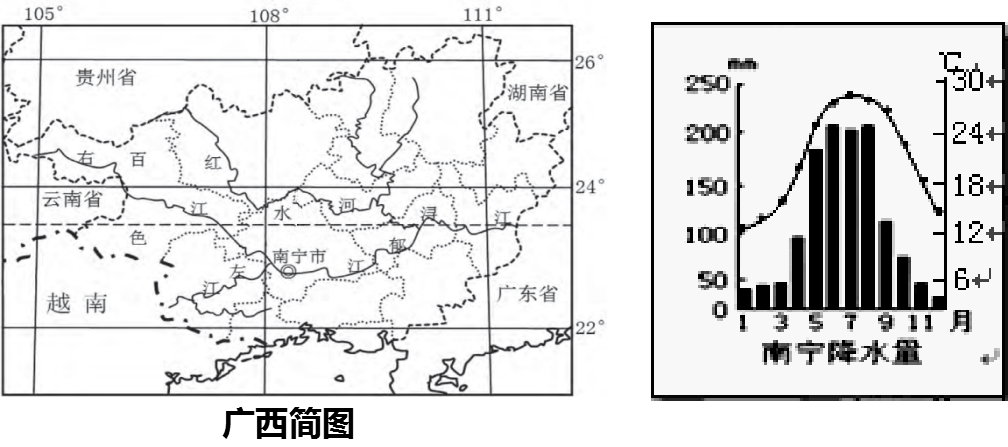 105° 108° 111°
贵州省
26°
湖南省
右 百 红
24°
云南省
江 水 河 浔 江
色 南宁市 郁
左 江
江
越南
广东省
22°
广西简图
mm ℃
250 30
200 24
150 18
100 12
50 6
0
1 3 5 7 9 11 月
南宁降水量